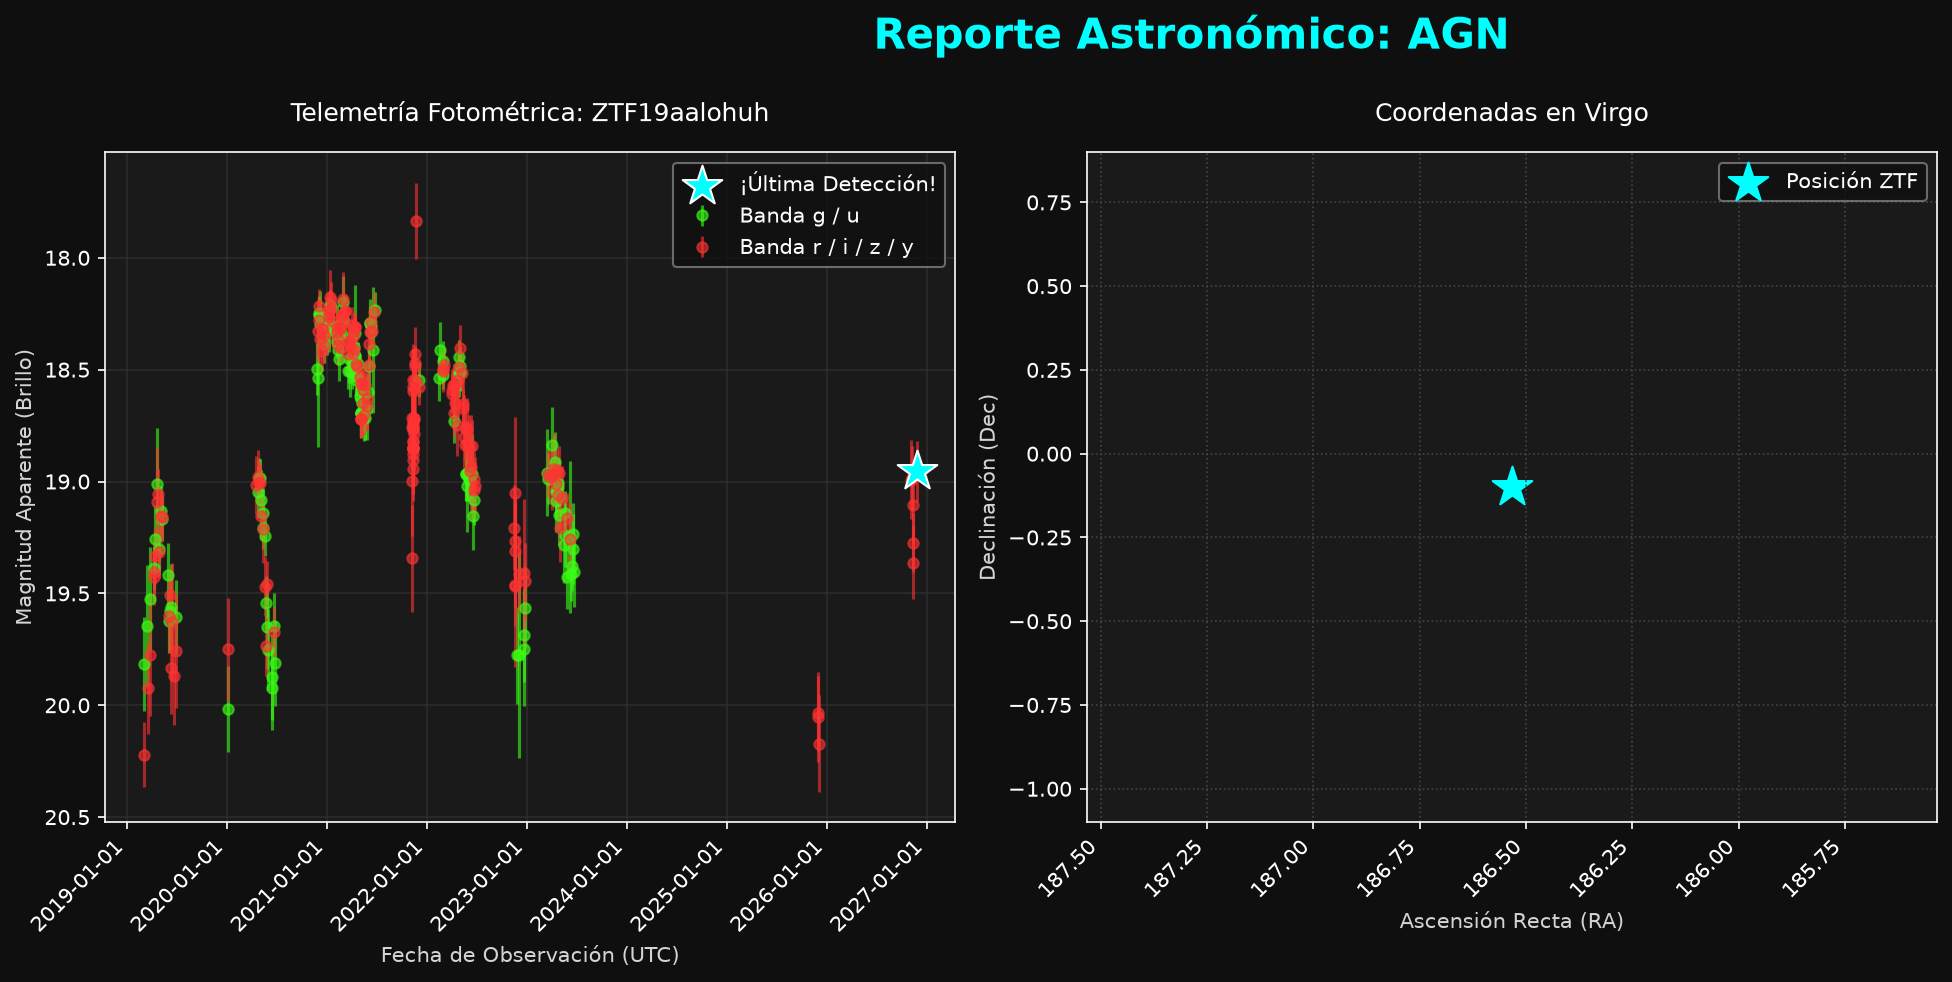 Reporte Astronómico: AGN
Telemetría Fotométrica: ZTF19aalohuh
¡Última Detección!
Banda g / u
Banda r / i / z / y
Magnitud Aparente (Brillo)
18.0
18.5
19.0
19.5
20.0
20.5
2019-01-01
2020-01-01
2021-01-01
2022-01-01
2023-01-01
2024-01-01
2025-01-01
2026-01-01
2027-01-01
Fecha de Observación (UTC)
Coordenadas en Virgo
Posición ZTF
Declinación (Dec)
0.75
0.50
0.25
0.00
−0.25
−0.50
−0.75
−1.00
187.50
187.25
187.00
186.75
186.50
186.25
186.00
185.75
Ascensión Recta (RA)